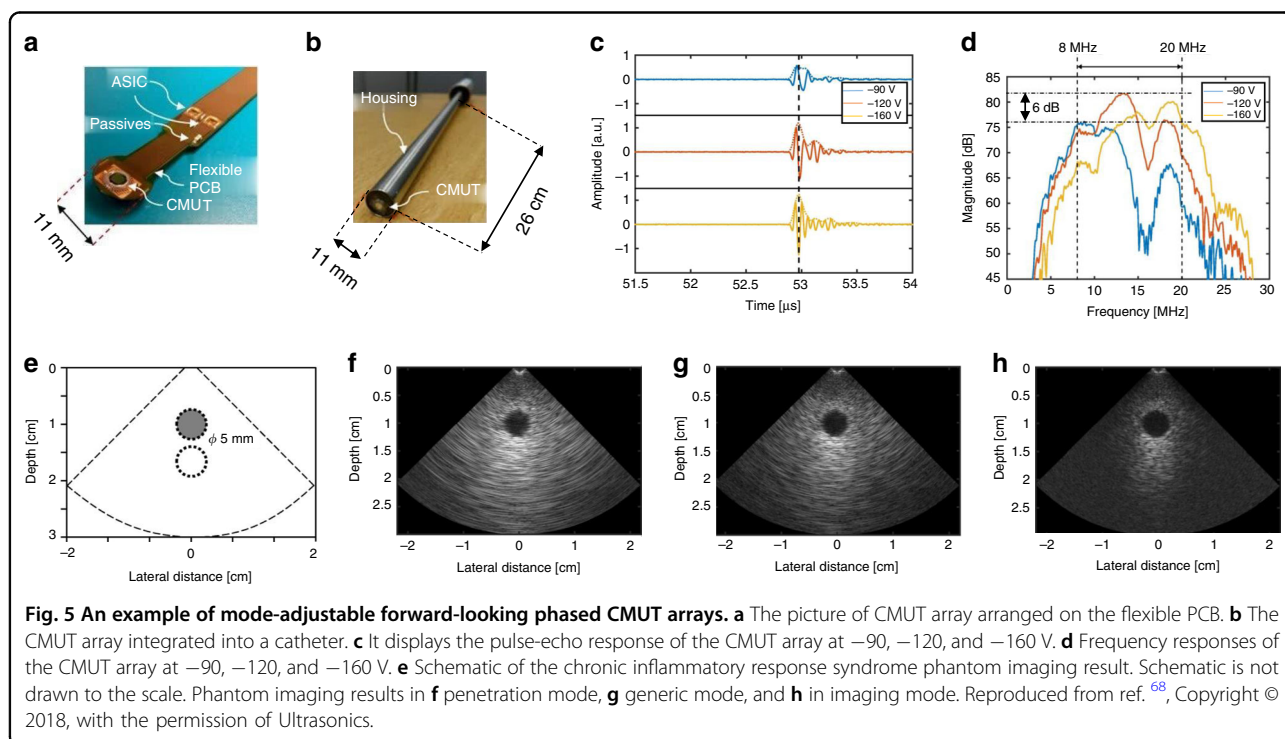 a
ASIC
Passives
Flexible
PCB
CMUT
11 mm
b
Housing
CMUT
26 cm
11 mm
c
Amplitude [a.u.]
1
0
−1
1
0
−1
1
0
−1
−90 V
−120 V
−160 V
51.5 52 52.5 53 53.5 54
Time [μs]
d
8 MHz 20 MHz
Magnitude [dB]
85
80
75
70
65
60
55
50
45
6 dB
−90 V
−120 V
−160 V
0 5 10 15 20 25 30
Frequency [MHz]
e
Depth [cm]
0
1
2
3
ϕ 5 mm
−2 0 2
Lateral distance [cm]
f
Depth [cm]
0
0.5
1
1.5
2
2.5
−2 −1 0 1 2
Lateral distance [cm]
g
Depth [cm]
0
0.5
1
1.5
2
2.5
−2 −1 0 1 2
Lateral distance [cm]
h
Depth [cm]
0
0.5
1
1.5
2
2.5
−2 −1 0 1 2
Lateral distance [cm]
Fig. 5 An example of mode-adjustable forward-looking phased CMUT arrays. a The picture of CMUT array arranged on the flexible PCB. b The
CMUT array integrated into a catheter. c It displays the pulse-echo response of the CMUT array at −90, −120, and −160 V. d Frequency responses of
the CMUT array at −90, −120, and −160 V. e Schematic of the chronic inflammatory response syndrome phantom imaging result. Schematic is not
drawn to the scale. Phantom imaging results in f penetration mode, g generic mode, and h in imaging mode. Reproduced from ref. 68, Copyright ©
2018, with the permission of Ultrasonics.